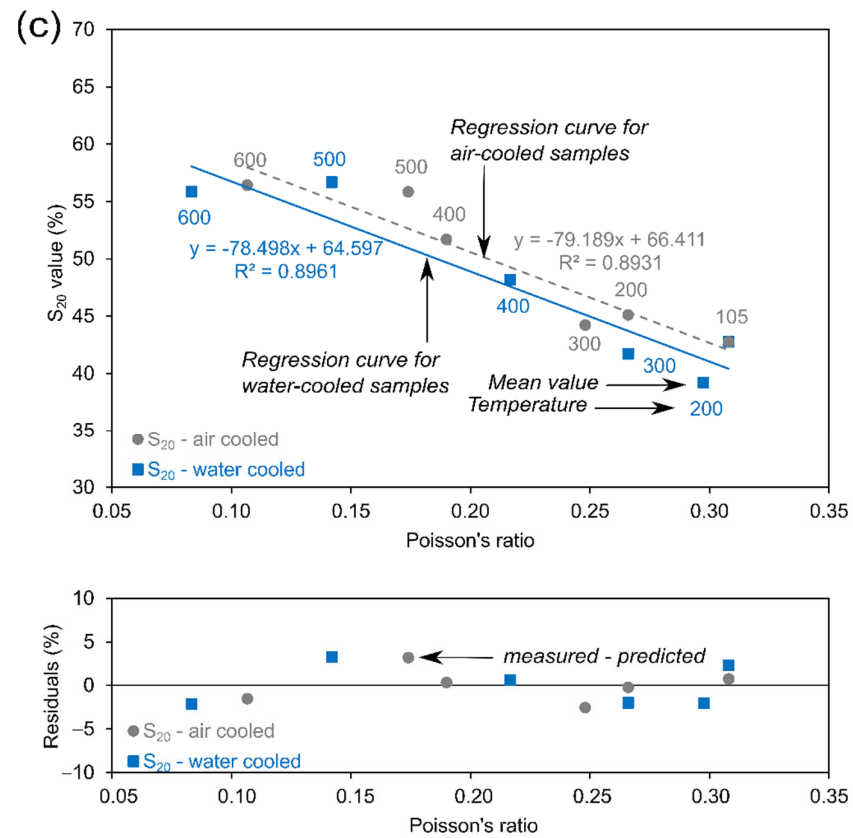 (c)
70
65
60
55
50
45
40
35
30
S₂₀ value (%)
600
500
500
600
400
Regression curve for
air-cooled samples
y = -78.498x + 64.597
R² = 0.8961
y = -79.189x + 66.411
R² = 0.8931
400
200
105
300
300
Regression curve for
water-cooled samples
Mean value
Temperature
200
S₂₀ - air cooled
S₂₀ - water cooled
0.05 0.10 0.15 0.20 0.25 0.30 0.35
Poisson's ratio
10
5
0
−5
−10
Residuals (%)
measured - predicted
S₂₀ - air cooled
S₂₀ - water cooled
0.05 0.10 0.15 0.20 0.25 0.30 0.35
Poisson's ratio